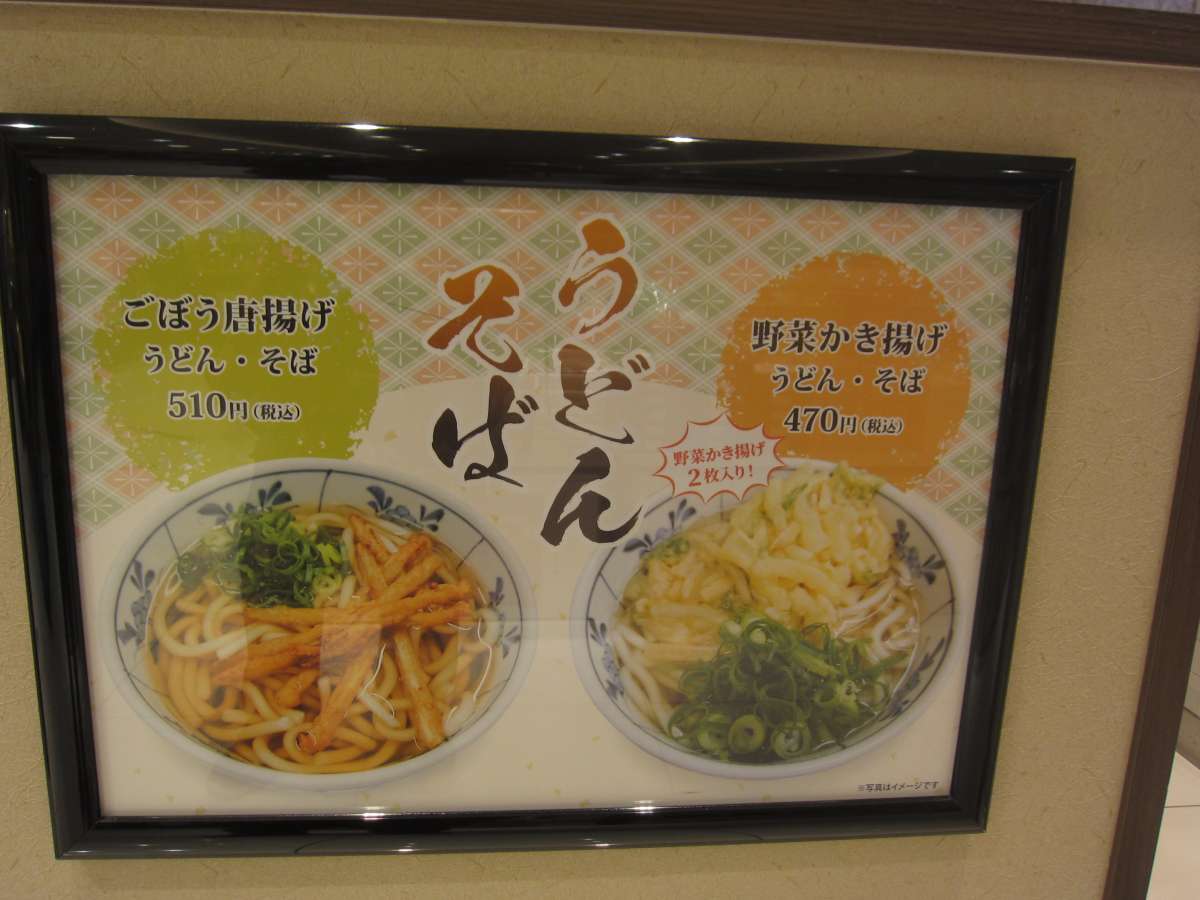 うどん
そば
ごぼう唐揚げ
うどん・そば
510円(税込)
野菜かき揚げ
うどん・そば
470円(税込)
野菜かき揚げ
2枚入り!
※写真はイメージです